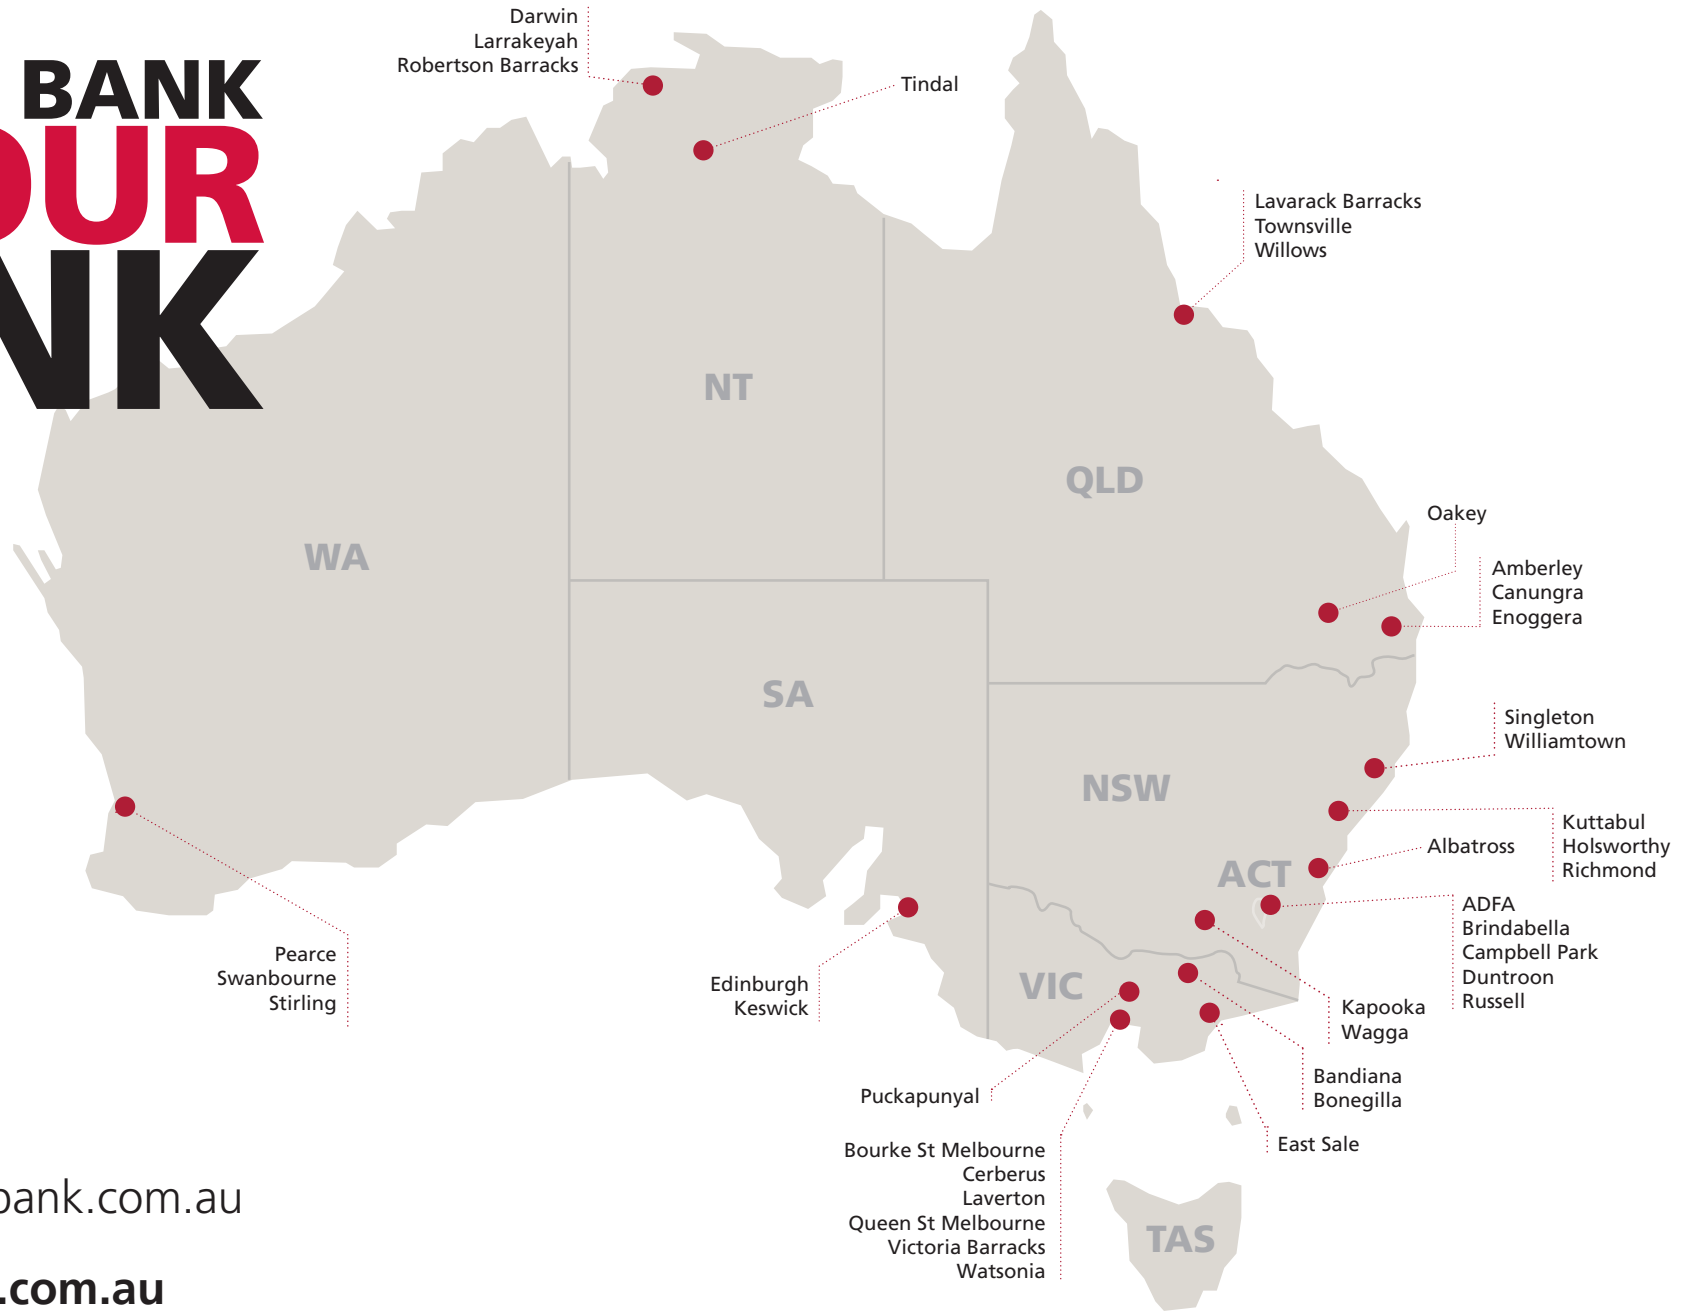 BANK
OUR
NK
Darwin
Larrakeyah
Robertson Barracks
Tindal
Lavarack Barracks
Townsville
Willows
NT
QLD
WA
Oakey
Amberley
Canungra
Enoggera
SA
Singleton
Williamtown
NSW
Kuttabul
Holsworthy
Richmond
Albatross
ACT
ADFA
Brindabella
Campbell Park
Duntroon
Russell
Pearce
Swanbourne
Stirling
Edinburgh
Keswick
VIC
Kapooka
Wagga
Bandiana
Bonegilla
Puckapunyal
East Sale
Bourke St Melbourne
Cerberus
Laverton
Queen St Melbourne
Victoria Barracks
Watsonia
TAS
bank.com.au
.com.au